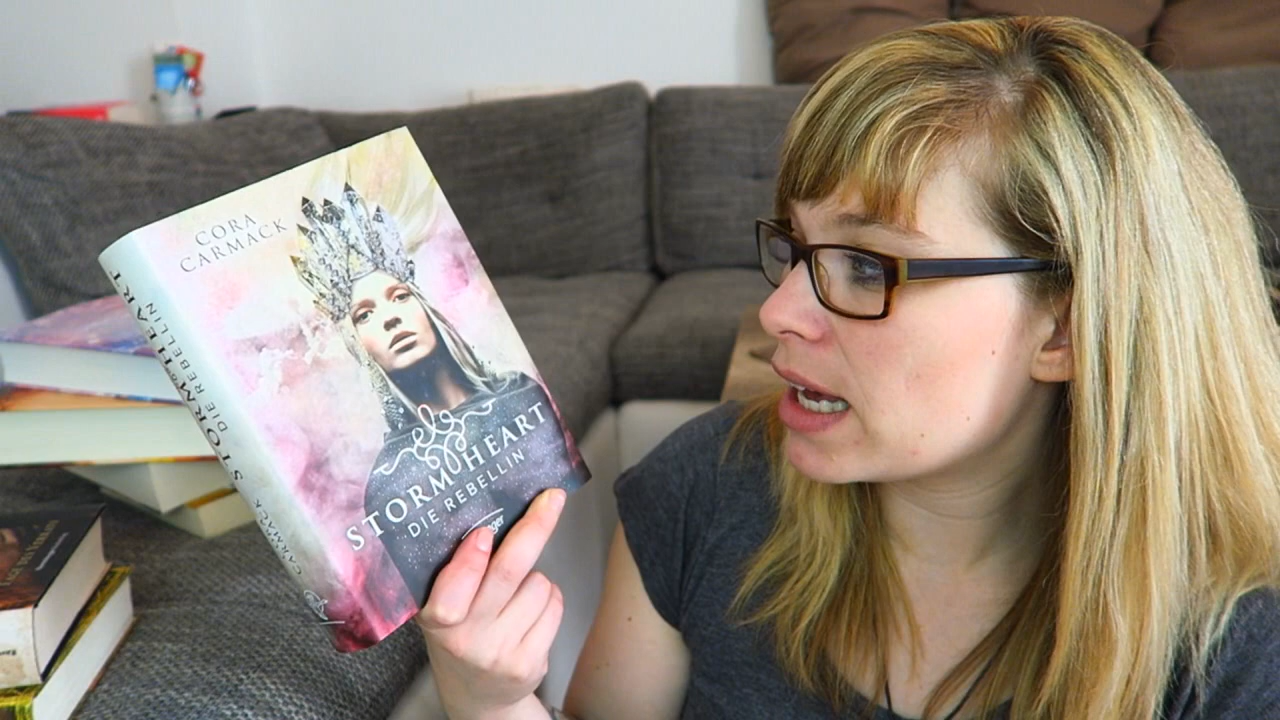 CORA
CARMACK
STORMHEART
DIE REBELLIN
CARMACK
STORMHEART
DIE REBELLIN